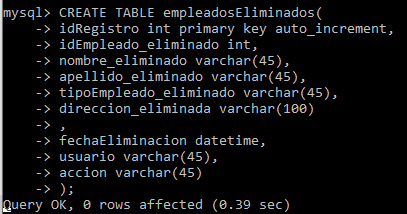 mysql> CREATE TABLE empleadosEliminados(
-> idRegistro int primary key auto_increment,
-> idEmpleado_eliminado int,
-> nombre_eliminado varchar(45),
-> apellido_eliminado varchar(45),
-> tipoEmpleado_eliminado varchar(45),
-> direccion_eliminada varchar(100)
-> ,
-> fechaEliminacion datetime,
-> usuario varchar(45),
-> accion varchar(45)
-> );
Query OK, 0 rows affected (0.39 sec)